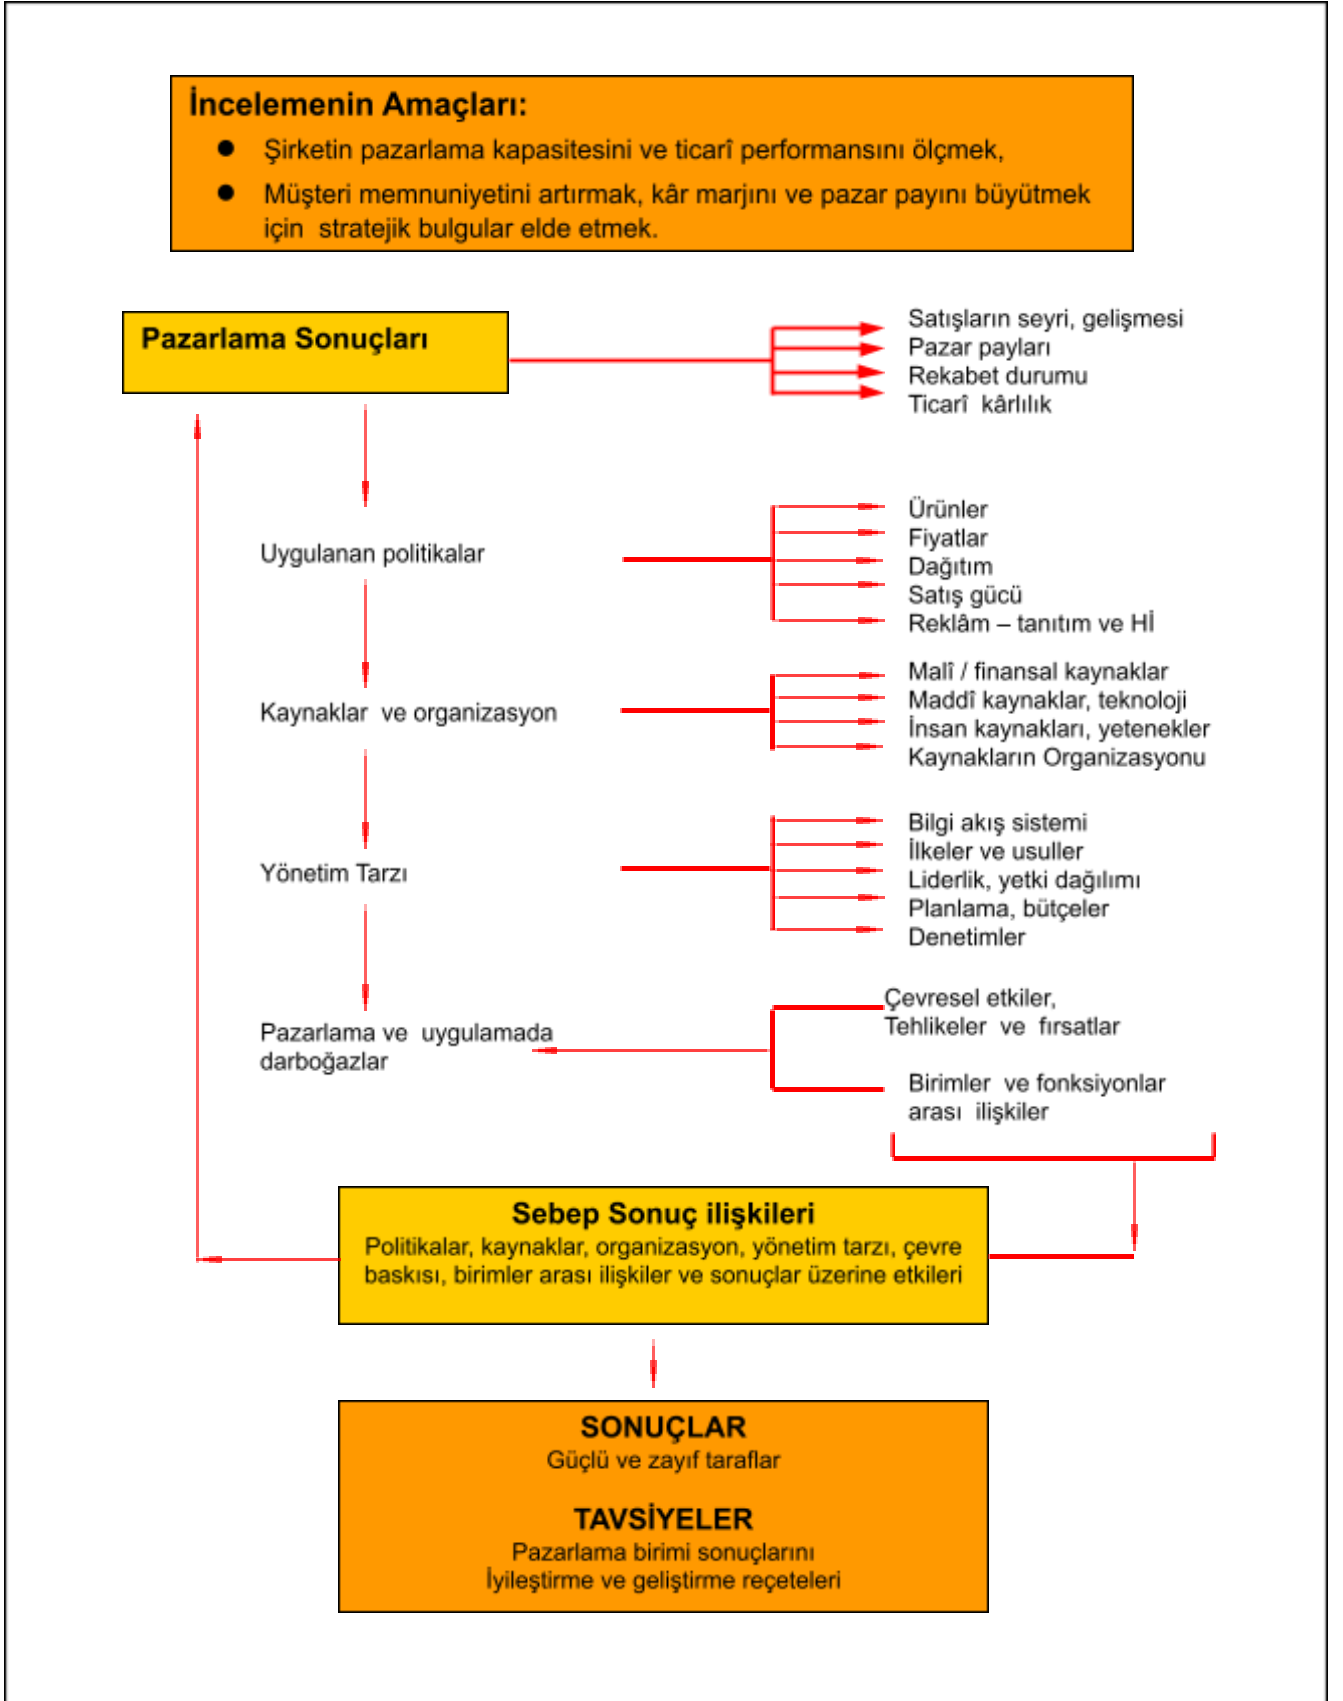 İncelemenin Amaçları:
● Şirketin pazarlama kapasitesini ve ticarî performansını ölçmek,
● Müşteri memnuniyetini artırmak, kâr marjını ve pazar payını büyütmek
için stratejik bulgular elde etmek.
Pazarlama Sonuçları
Satışların seyri, gelişmesi
Pazar payları
Rekabet durumu
Ticarî kârlılık
Uygulanan politikalar
Ürünler
Fiyatlar
Dağıtım
Satış gücü
Reklâm – tanıtım ve Hİ
Kaynaklar ve organizasyon
Malî / finansal kaynaklar
Maddî kaynaklar, teknoloji
İnsan kaynakları, yetenekler
Kaynakların Organizasyonu
Yönetim Tarzı
Bilgi akış sistemi
İlkeler ve usuller
Liderlik, yetki dağılımı
Planlama, bütçeler
Denetimler
Pazarlama ve uygulamada
darboğazlar
Çevresel etkiler,
Tehlikeler ve fırsatlar
Birimler ve fonksiyonlar
arası ilişkiler
Sebep Sonuç ilişkileri
Politikalar, kaynaklar, organizasyon, yönetim tarzı, çevre
baskısı, birimler arası ilişkiler ve sonuçlar üzerine etkileri
SONUÇLAR
Güçlü ve zayıf taraflar
TAVSİYELER
Pazarlama birimi sonuçlarını
İyileştirme ve geliştirme reçeteleri